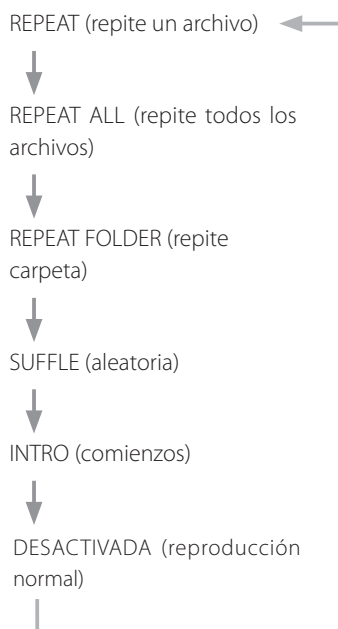 REPEAT (repite un archivo)
REPEAT ALL (repite todos los
archivos)
REPEAT FOLDER (repite
carpeta)
SUFFLE (aleatoria)
INTRO (comienzos)
DESACTIVADA (reproducción
normal)